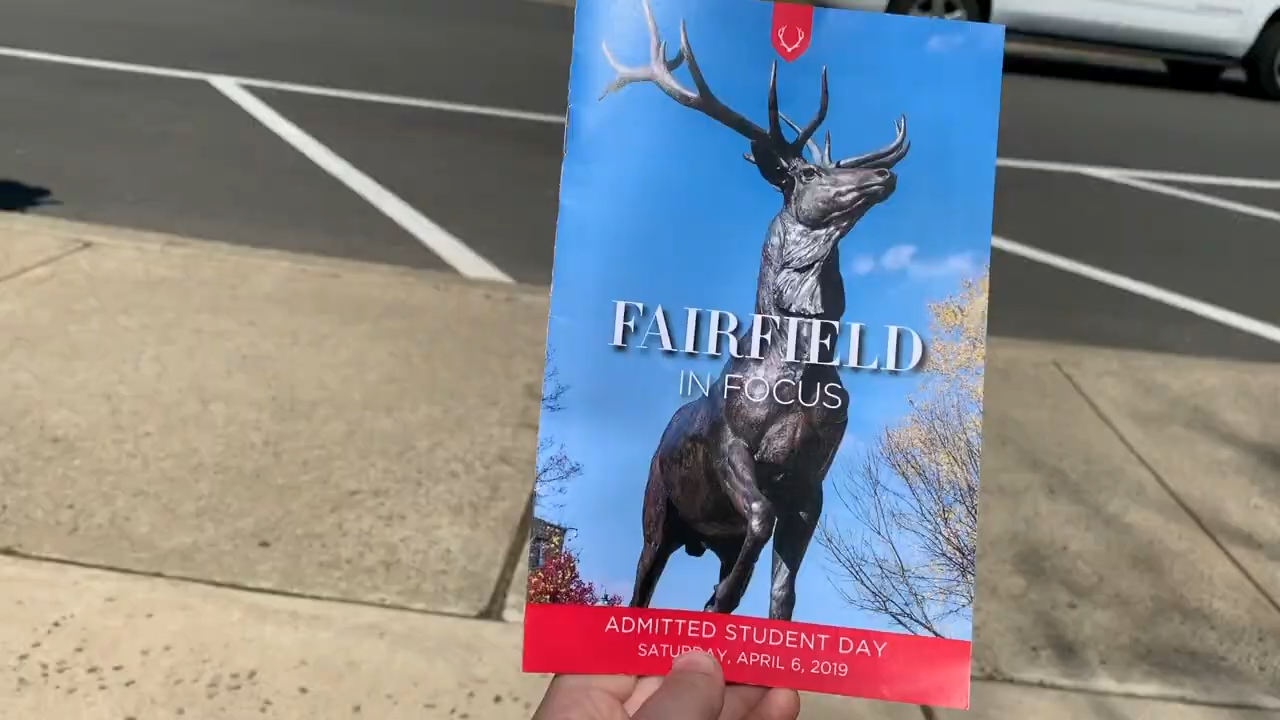 FAIRFIELD
IN FOCUS
ADMITTED STUDENT DAY
SATURDAY, APRIL 6, 2019